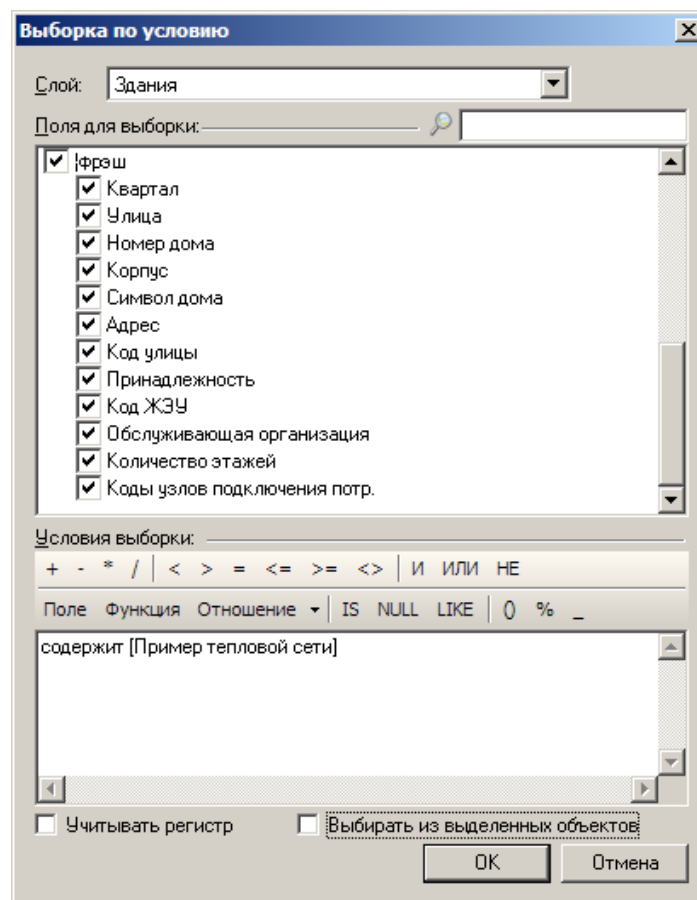 Выборка по условию
Слой: Здания
Поля для выборки:
фрэш
Квартал
Улица
Номер дома
Корпус
Символ дома
Адрес
Код улицы
Принадлежность
Код ЖЭУ
Обслуживающая организация
Количество этажей
Коды узлов подключения потр.
Условия выборки:
+ - * / < > = <= >= <> И ИЛИ НЕ
Поле Функция Отношение IS NULL LIKE () % _
содержит [Пример тепловой сети]
Учитывать регистр Выбирать из выделенных объектов
OK Отмена